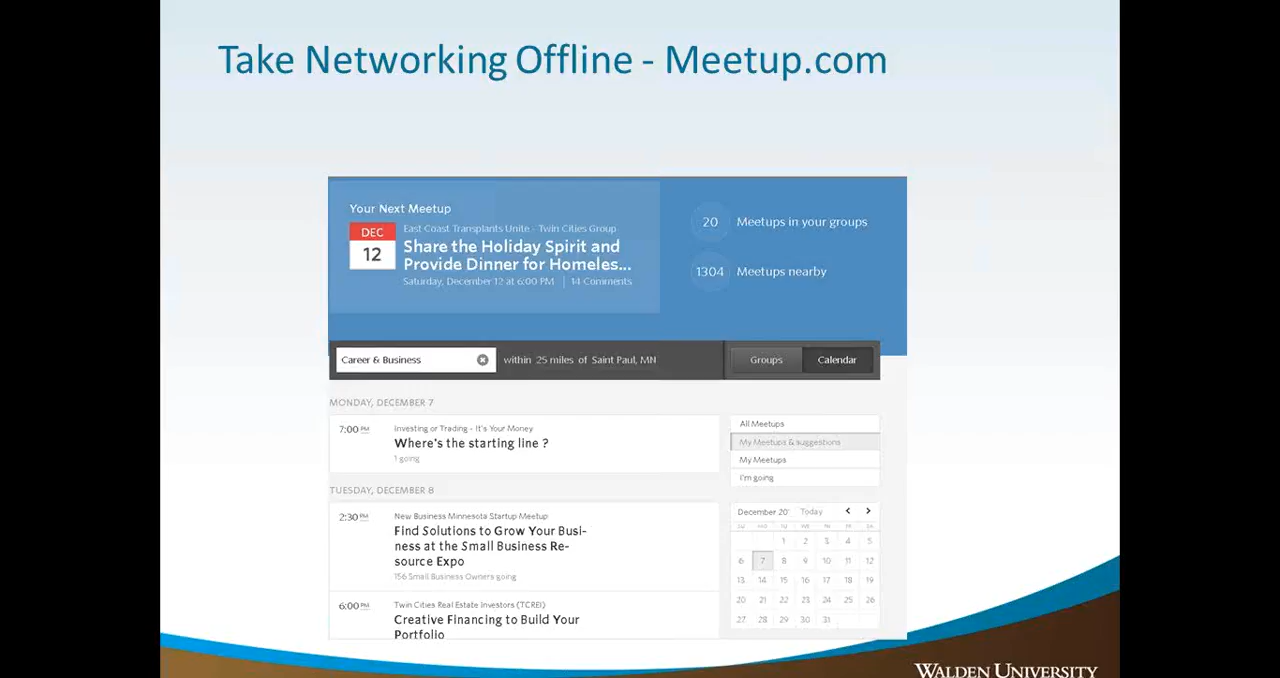 Take Networking Offline - Meetup.com
Your Next Meetup
DEC
12
East Coast Transplants Unite - Twin Cities Group
Share the Holiday Spirit and
Provide Dinner for Homeles...
Saturday, December 12 at 6:00 PM | 14 Comments
20 Meetups in your groups
1304 Meetups nearby
Career & Business
within 25 miles of Saint Paul, MN
Groups
Calendar
MONDAY, DECEMBER 7
7:00 PM
Investing or Trading - It's Your Money
Where's the starting line ?
1 going
TUESDAY, DECEMBER 8
2:30 PM
New Business Minnesota Startup Meetup
Find Solutions to Grow Your Busi-
ness at the Small Business Re-
source Expo
156 Small Business Owners going
6:00 PM
Twin Cities Real Estate Investors (TCREI)
Creative Financing to Build Your
Portfolio
All Meetups
My Meetups & suggestions
My Meetups
I'm going
December 20 Today
SU MO TU WE TH FR SA
1 2 3 4 5
6 7 8 9 10 11 12
13 14 15 16 17 18 19
20 21 22 23 24 25 26
27 28 29 30 31
WALDEN UNIVERSITY